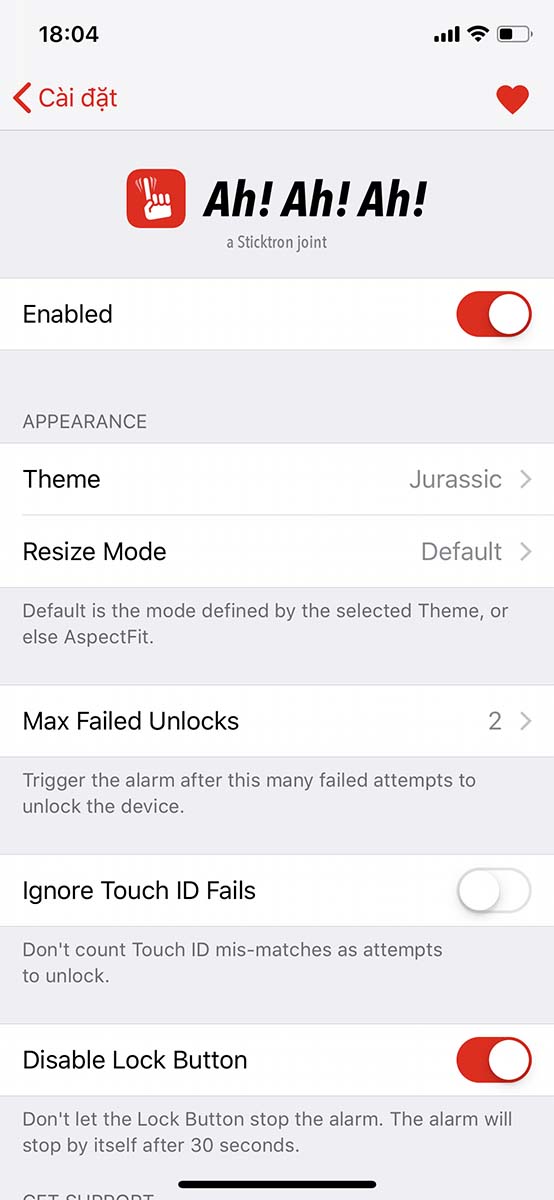 18:04
Cài đặt
Ah! Ah! Ah!
a Sticktron joint
Enabled
APPEARANCE
Theme Jurassic
Resize Mode Default
Default is the mode defined by the selected Theme, or
else AspectFit.
Max Failed Unlocks 2
Trigger the alarm after this many failed attempts to
unlock the device.
Ignore Touch ID Fails
Don't count Touch ID mis-matches as attempts
to unlock.
Disable Lock Button
Don't let the Lock Button stop the alarm. The alarm will
stop by itself after 30 seconds.
GET SUPPORT